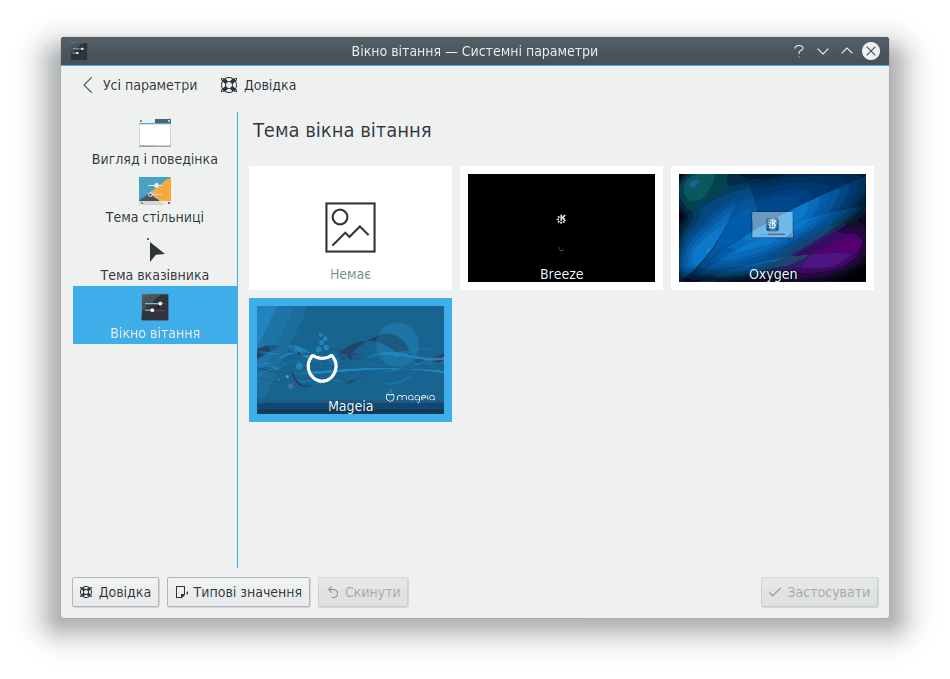 Вікно вітання — Системні параметри
Усі параметри
Довідка
Вигляд і поведінка
Тема стільниці
Тема вказівника
Вікно вітання
Тема вікна вітання
Немає
Breeze
Oxygen
mageia
Mageia
Довідка
Типові значення
Скинути
Застосувати